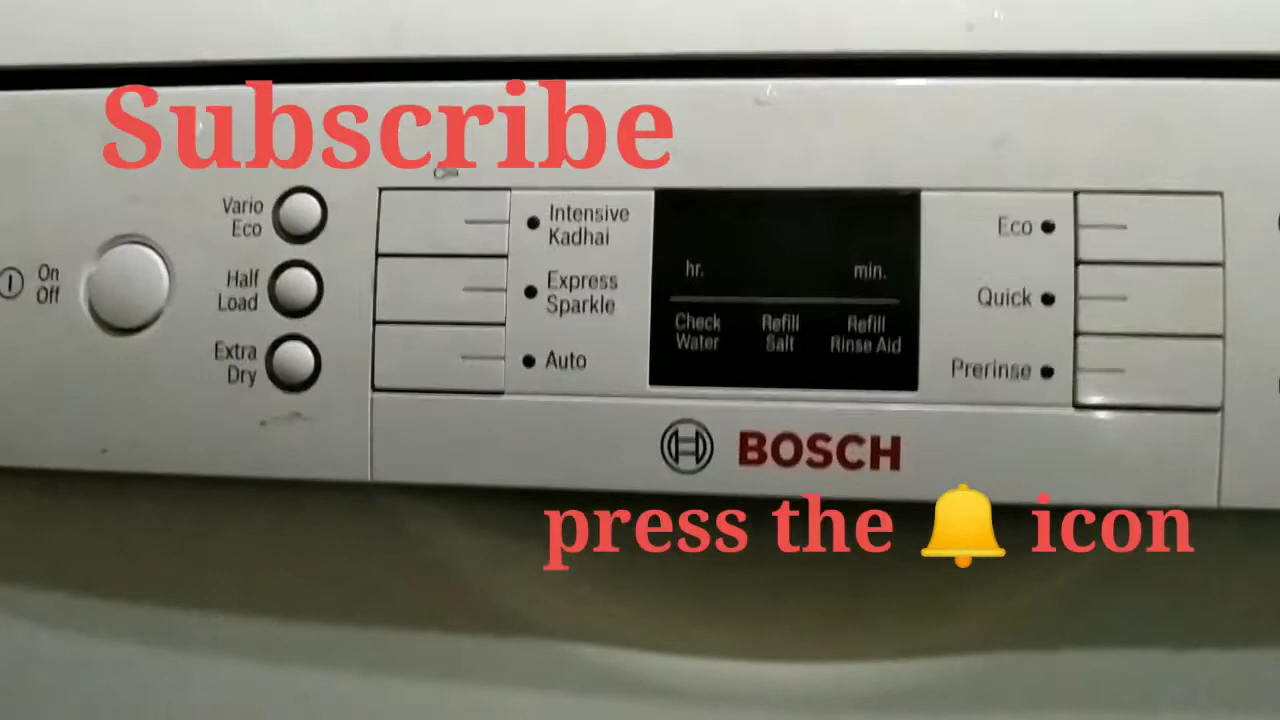 Subscribe
On
Off
Vario
Eco
Half
Load
Extra
Dry
Intensive
Kadhai
Express
Sparkle
Auto
hr.
min.
Check
Water
Refill
Salt
Refill
Rinse Aid
Eco
Quick
Prerinse
BOSCH
press the 🔔 icon